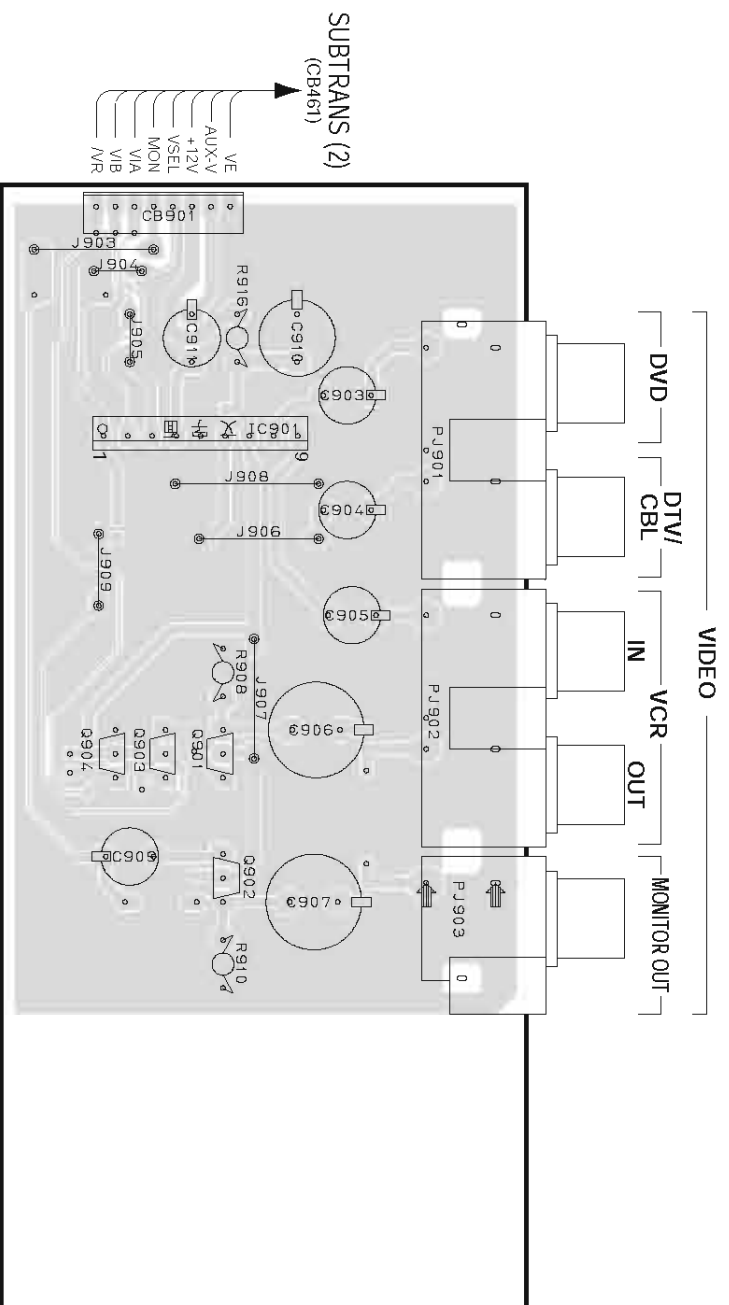 SUBTRANS (2)
(CB461)
VE
AUX-V
+12V
VSEL
MON
VIA
VIB
/VR
CB901
J903
J904
J905
C911
R916
C910
C903
IC901
1
9
J908
C904
J906
J909
C905
R908
J907
C906
Q904
Q903
Q901
C909
Q902
C907
R910
PJ901
PJ902
PJ903
DVD
DTV/
CBL
IN
VCR
OUT
MONITOR OUT
VIDEO